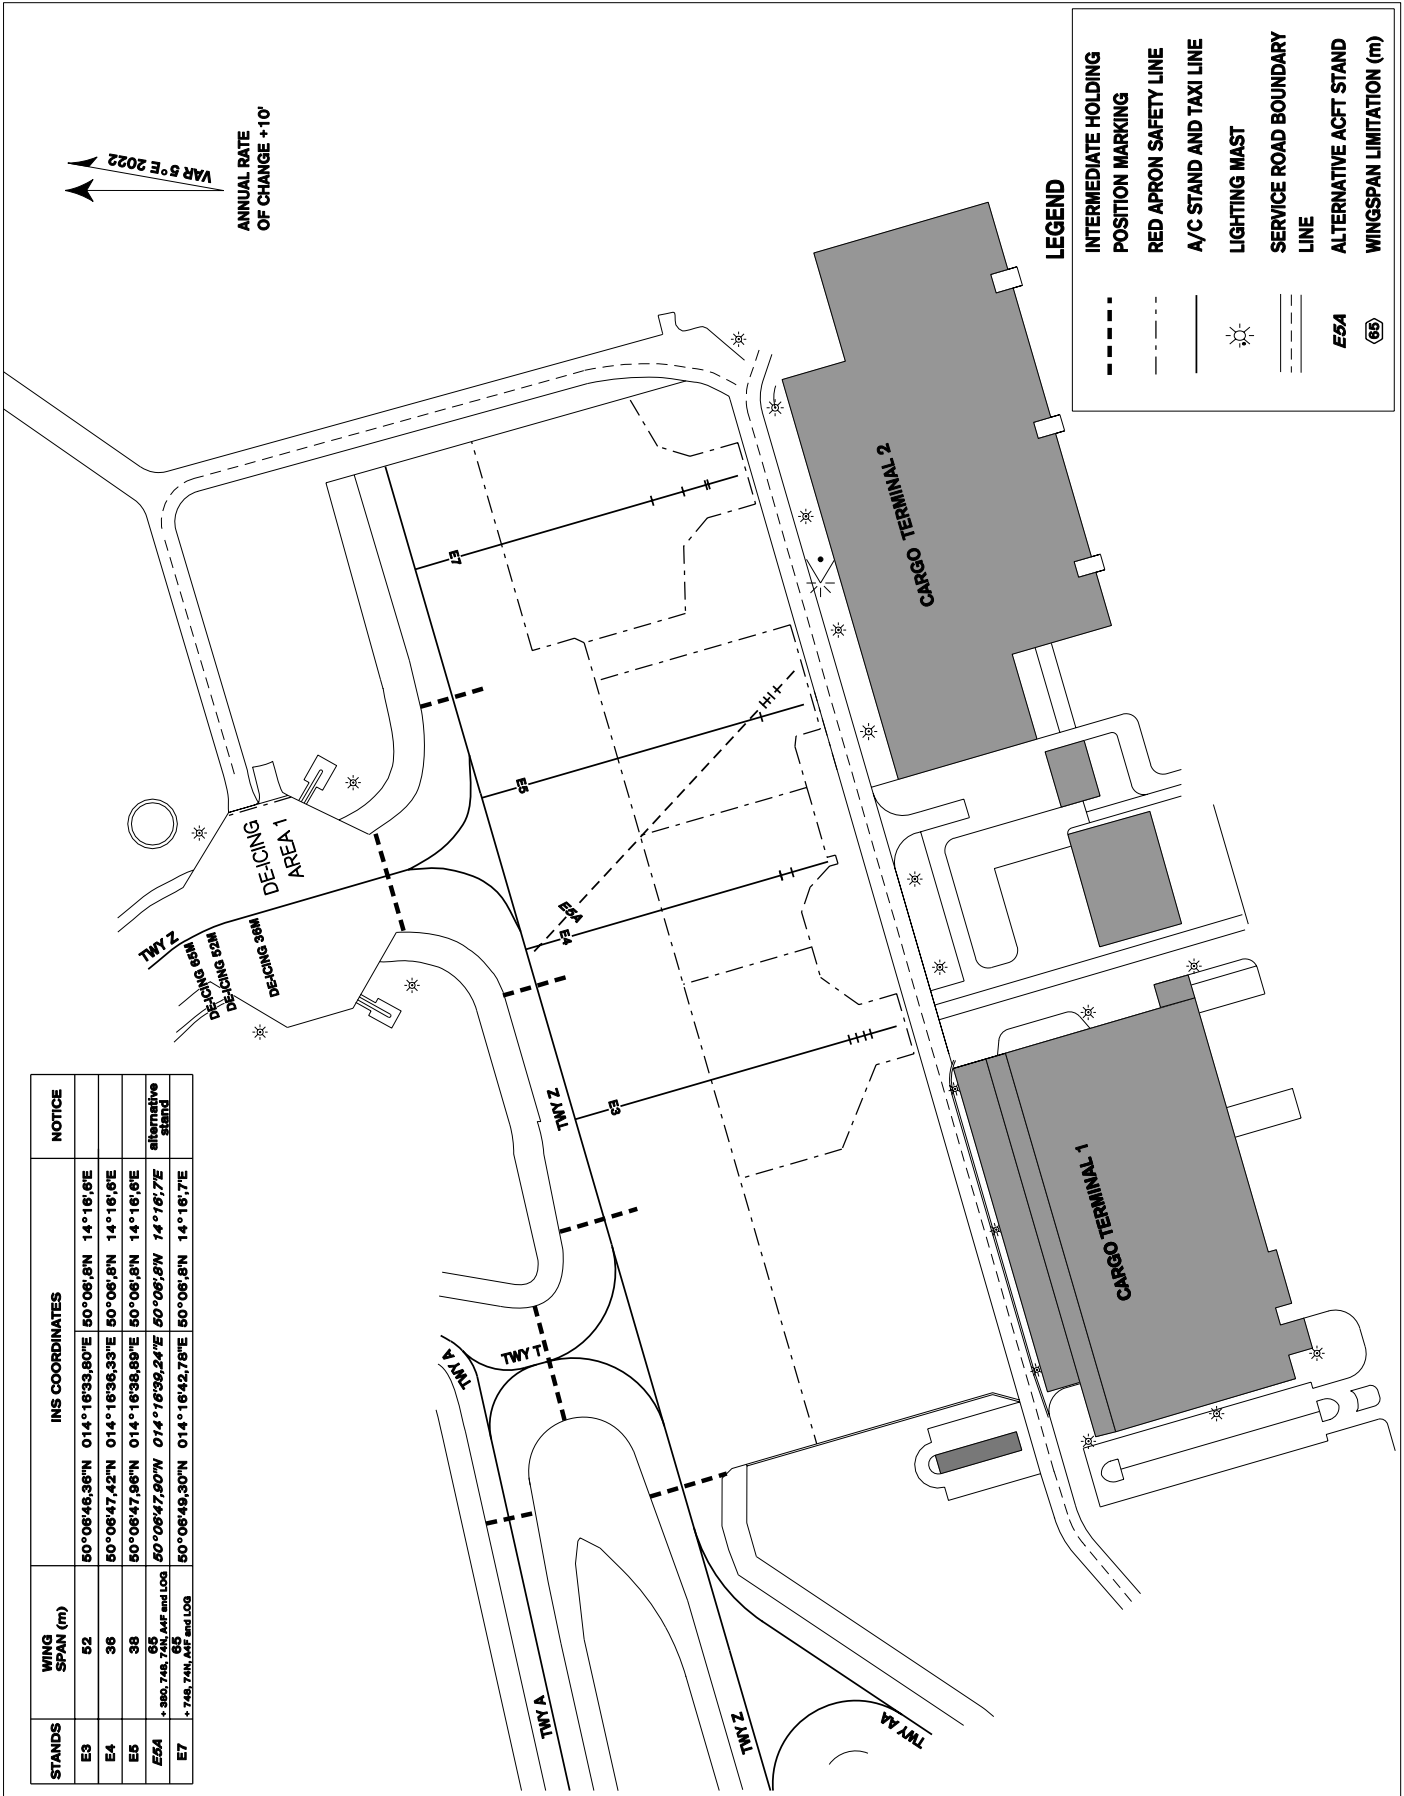 VAR 5°E 2022
ANNUAL RATE
OF CHANGE +10'
LEGEND
INTERMEDIATE HOLDING
POSITION MARKING
RED APRON SAFETY LINE
A/C STAND AND TAXI LINE
LIGHTING MAST
SERVICE ROAD BOUNDARY
LINE
E5A ALTERNATIVE ACFT STAND
65 WINGSPAN LIMITATION (m)
STANDS WING SPAN (m) INS COORDINATES NOTICE
E3 52 50°06'46,36"N 014°16'33,80"E 50°06',8'N 14°16',6'E
E4 36 50°06'47,42"N 014°16'36,33"E 50°06',8'N 14°16',6'E
E5 38 50°06'47,96"N 014°16'38,89"E 50°06',8'N 14°16',6'E
E5A 65 + 380, 748, 74N, A4F and LOG 50°06'47,90"N 014°16'39,24"E 50°06',8'N 14°16',7'E alternative stand
E7 65 + 748, 74N, A4F and LOG 50°06'49,30"N 014°16'42,78"E 50°06',8'N 14°16',7'E
DE-ICING
AREA 1
TWY Z
DE-ICING 65M
DE-ICING 52M
DE-ICING 36M
E7
E5
E5A
E4
E3
TWY Z
TWY T
TWY A
TWY A
TWY Z
TWY AA
CARGO TERMINAL 2
CARGO TERMINAL 1